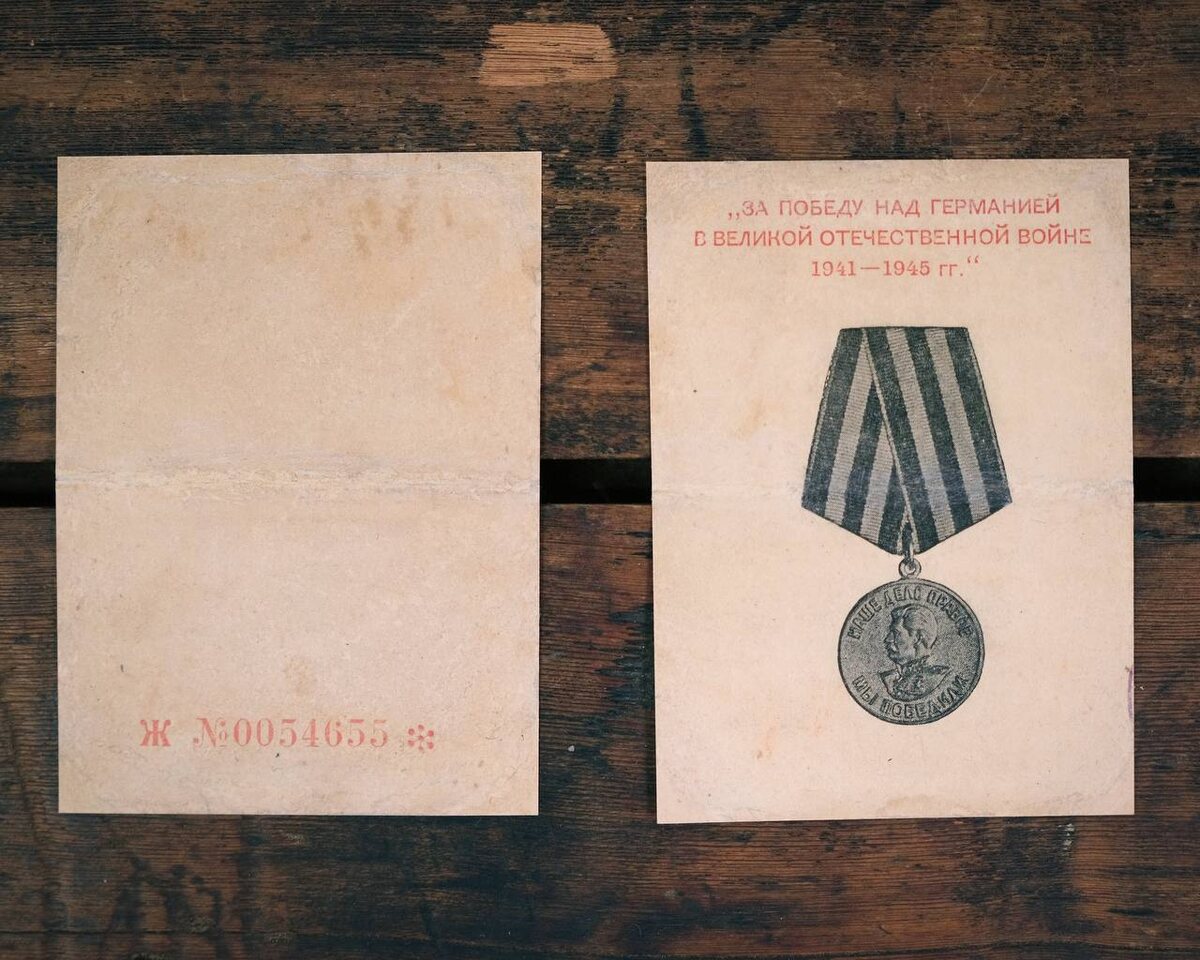 Ж №0054655
„ЗА ПОБЕДУ НАД ГЕРМАНИЕЙ
В ВЕЛИКОЙ ОТЕЧЕСТВЕННОЙ ВОЙНЕ
1941—1945 гг.“
НАШЕ ДЕЛО ПРАВОЕ
МЫ ПОБЕДИЛИ